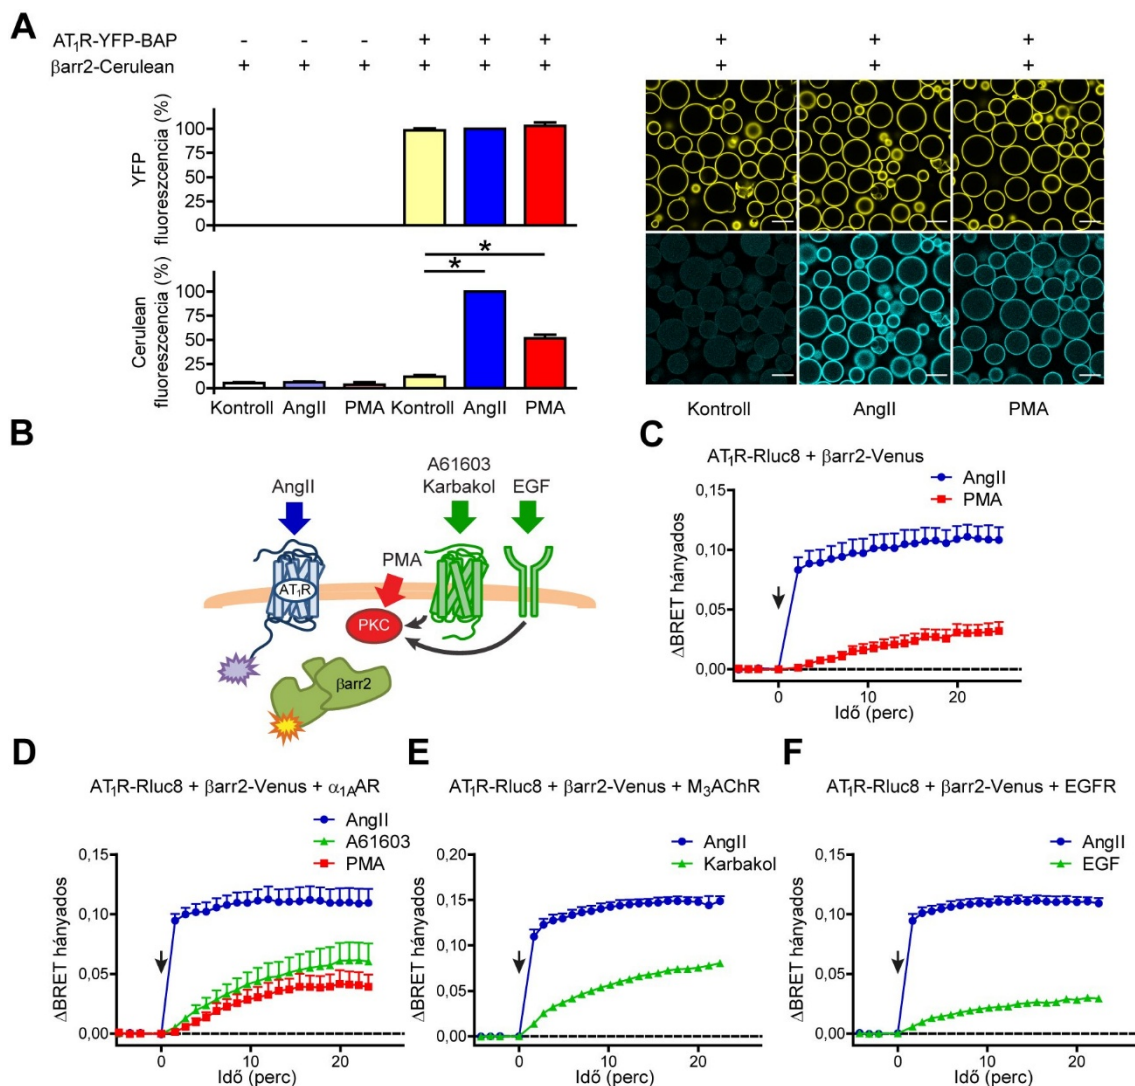 A
AT₁R-YFP-BAP - - - + + + + + +
βarr2-Cerulean + + + + + + + + +
YFP
fluoreszcencia (%)
100
75
50
25
0
* *
Cerulean
fluoreszcencia (%)
100
75
50
25
0
Kontroll AngII PMA Kontroll AngII PMA
Kontroll AngII PMA
B
AngII
A61603
Karbakol
EGF
PMA
AT₁R
PKC
βarr2
C
AT₁R-Rluc8 + βarr2-Venus
AngII
PMA
ΔBRET hányados
0,15
0,10
0,05
0,00
0 10 20
Idő (perc)
D
AT₁R-Rluc8 + βarr2-Venus + α₁ₐAR
AngII
A61603
PMA
ΔBRET hányados
0,15
0,10
0,05
0,00
0 10 20
Idő (perc)
E
AT₁R-Rluc8 + βarr2-Venus + M₃AChR
AngII
Karbakol
ΔBRET hányados
0,20
0,15
0,10
0,05
0,00
0 10 20
Idő (perc)
F
AT₁R-Rluc8 + βarr2-Venus + EGFR
AngII
EGF
ΔBRET hányados
0,15
0,10
0,05
0,00
0 10 20
Idő (perc)